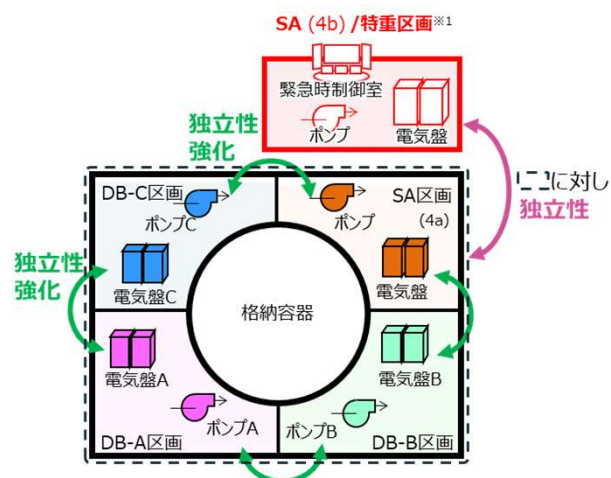 SA (4b) /特重区画※1
緊急時制御室
ポンプ
電気盤
独立性
強化
に対し
独立性
DB-C区画
ポンプC
電気盤C
ポンプ
SA区画
(4a)
電気盤
独立性
強化
格納容器
電気盤A
ポンプA
DB-A区画
電気盤B
ポンプB
DB-B区画